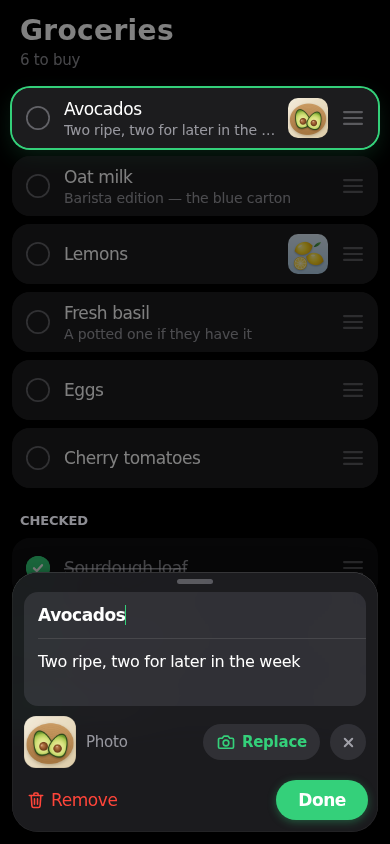 Groceries
6 to buy
Avocados
Two ripe, two for later in the …
Oat milk
Barista edition — the blue carton
Lemons
Fresh basil
A potted one if they have it
Eggs
Cherry tomatoes
CHECKED
Sourdough loaf
Avocados
Two ripe, two for later in the week
Photo
Replace
Remove
Done